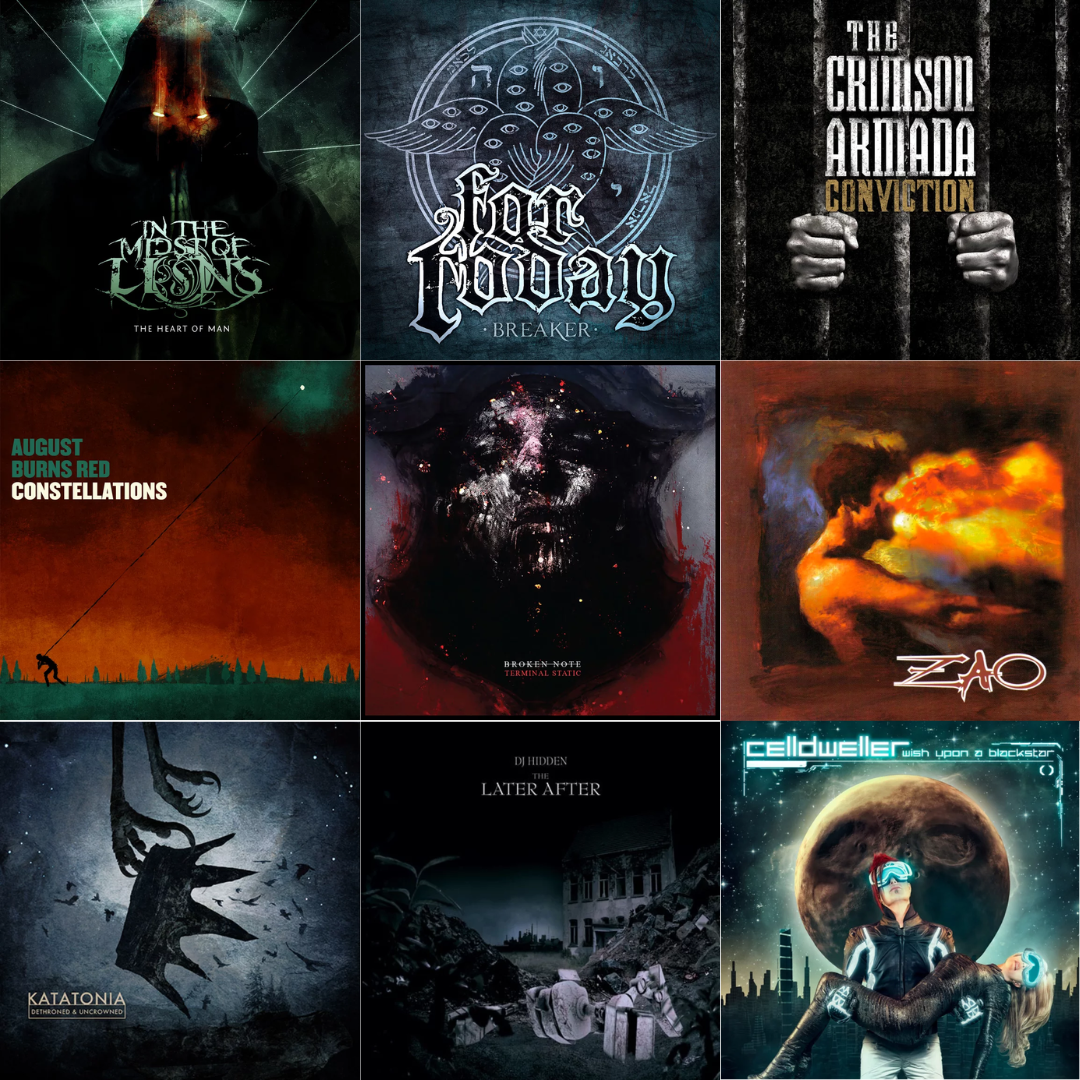 IN THE
MIDST OF
LIONS
THE HEART OF MAN
for
today
·BREAKER·
THE
CRIMSON
ARMADA
CONVICTION
AUGUST
BURNS RED
CONSTELLATIONS
BROKEN NOTE
TERMINAL STATIC
ZAO
KATATONIA
DETHRONED & UNCROWNED
DJ HIDDEN
THE
LATER AFTER
celldweller wish upon a blackstar